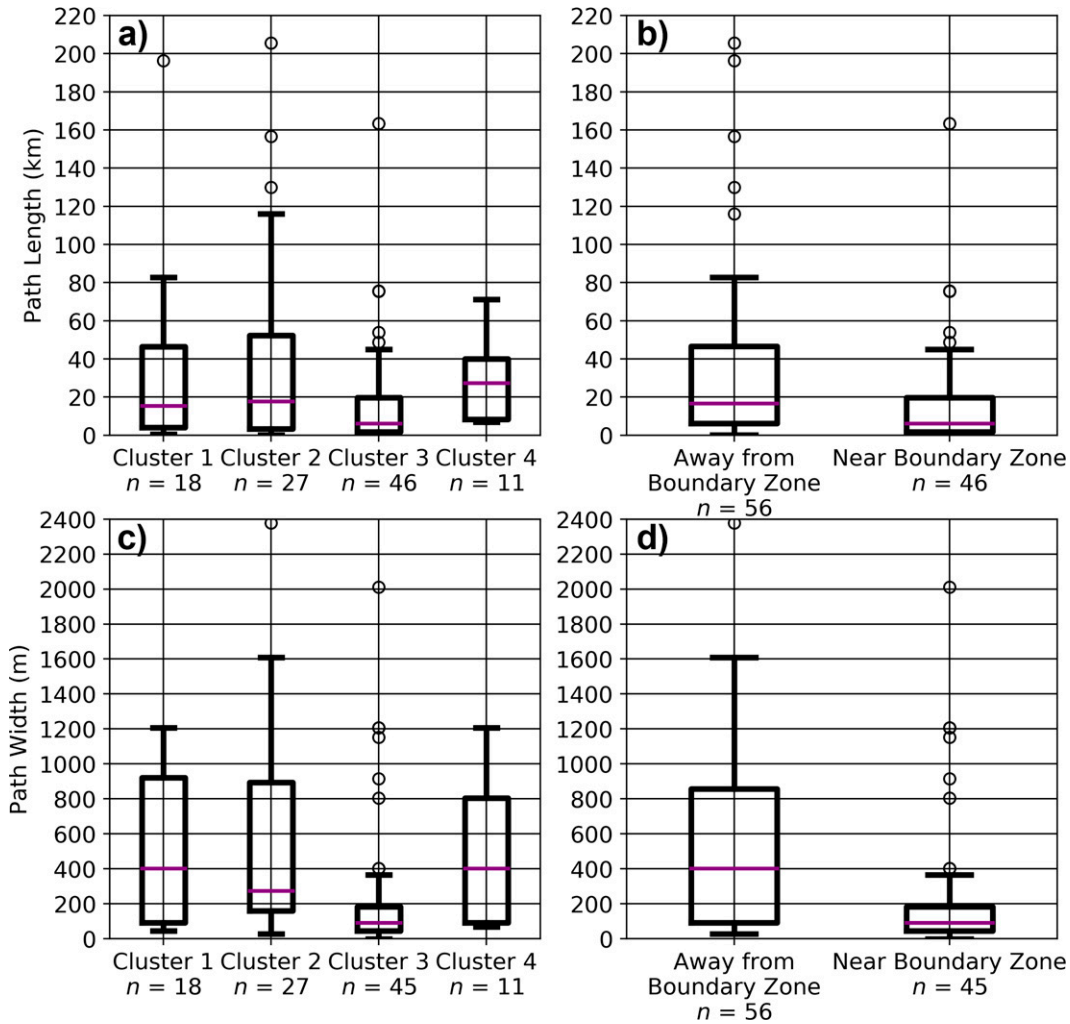 a)
Path Length (km)
220
200
180
160
140
120
100
80
60
40
20
0
Cluster 1 Cluster 2 Cluster 3 Cluster 4
n = 18 n = 27 n = 46 n = 11
b)
220
200
180
160
140
120
100
80
60
40
20
0
Away from
Boundary Zone
n = 56
Near Boundary Zone
n = 46
c)
Path Width (m)
2400
2200
2000
1800
1600
1400
1200
1000
800
600
400
200
0
Cluster 1 Cluster 2 Cluster 3 Cluster 4
n = 18 n = 27 n = 45 n = 11
d)
2400
2200
2000
1800
1600
1400
1200
1000
800
600
400
200
0
Away from
Boundary Zone
n = 56
Near Boundary Zone
n = 45